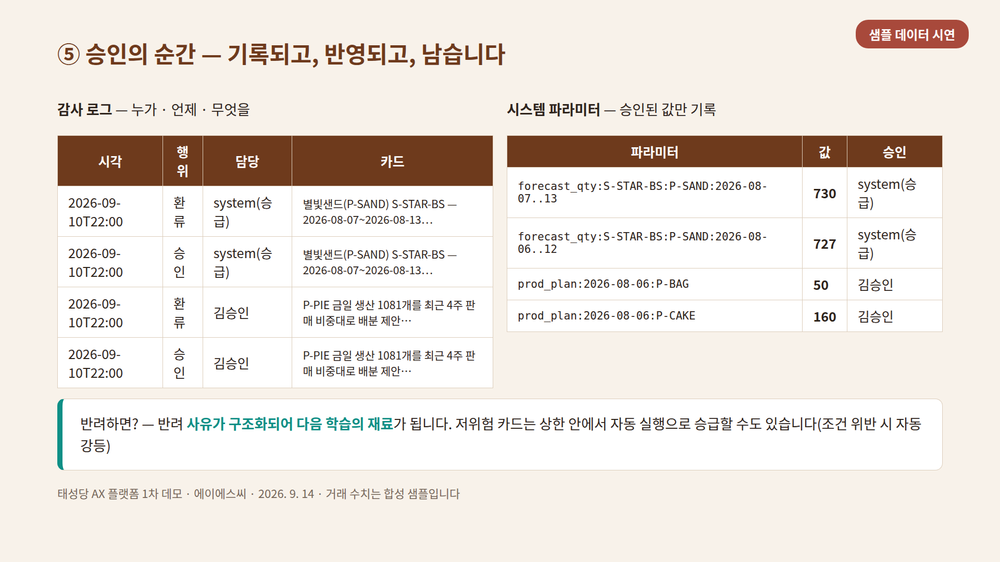 샘플 데이터 시연
⑤ 승인의 순간 — 기록되고, 반영되고, 남습니다
감사 로그 — 누가 · 언제 · 무엇을
시각
행
위
담당
카드
2026-09-
10T22:00
환
류
system(승
급)
별빛샌드(P-SAND) S-STAR-BS —
2026-08-07~2026-08-13…
2026-09-
10T22:00
승
인
system(승
급)
별빛샌드(P-SAND) S-STAR-BS —
2026-08-07~2026-08-13…
2026-09-
10T22:00
환
류
김승인
P-PIE 금일 생산 1081개를 최근 4주 판
매 비중대로 배분 제안…
2026-09-
10T22:00
승
인
김승인
P-PIE 금일 생산 1081개를 최근 4주 판
매 비중대로 배분 제안…
시스템 파라미터 — 승인된 값만 기록
파라미터
값
승인
forecast_qty:S-STAR-BS:P-SAND:2026-08-
07..13
730
system(승
급)
forecast_qty:S-STAR-BS:P-SAND:2026-08-
06..12
727
system(승
급)
prod_plan:2026-08-06:P-BAG
50
김승인
prod_plan:2026-08-06:P-CAKE
160
김승인
반려하면? — 반려 사유가 구조화되어 다음 학습의 재료가 됩니다. 저위험 카드는 상한 안에서 자동 실행으로 승급할 수도 있습니다(조건 위반 시 자동
강등)
태성당 AX 플랫폼 1차 데모 · 에이에스씨 · 2026. 9. 14 · 거래 수치는 합성 샘플입니다